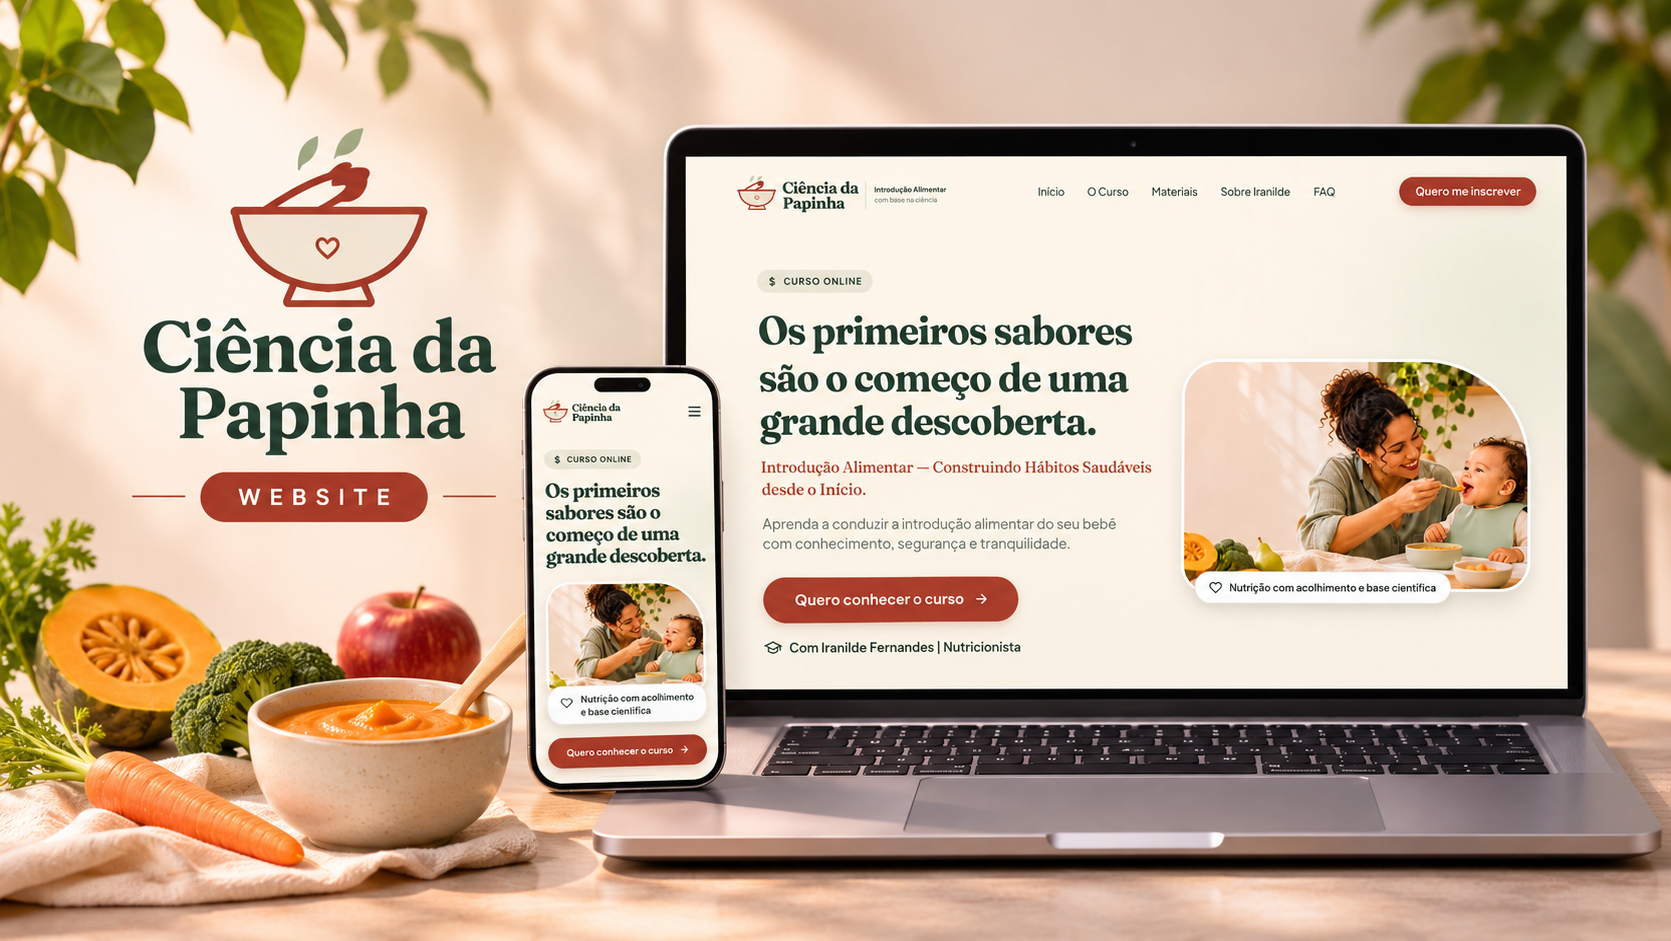 Ciência da
Papinha
WEBSITE
Ciência da
Papinha
$ CURSO ONLINE
Os primeiros
sabores são o
começo de uma
grande descoberta.
Nutrição com acolhimento
e base científica
Quero conhecer o curso →
Ciência da
Papinha
Introdução Alimentar
com base na ciência
Início O Curso Materiais Sobre Iranilde FAQ
Quero me inscrever
$ CURSO ONLINE
Os primeiros sabores
são o começo de uma
grande descoberta.
Introdução Alimentar — Construindo Hábitos Saudáveis
desde o Início.
Aprenda a conduzir a introdução alimentar do seu bebê
com conhecimento, segurança e tranquilidade.
Quero conhecer o curso →
Com Iranilde Fernandes | Nutricionista
Nutrição com acolhimento e base científica